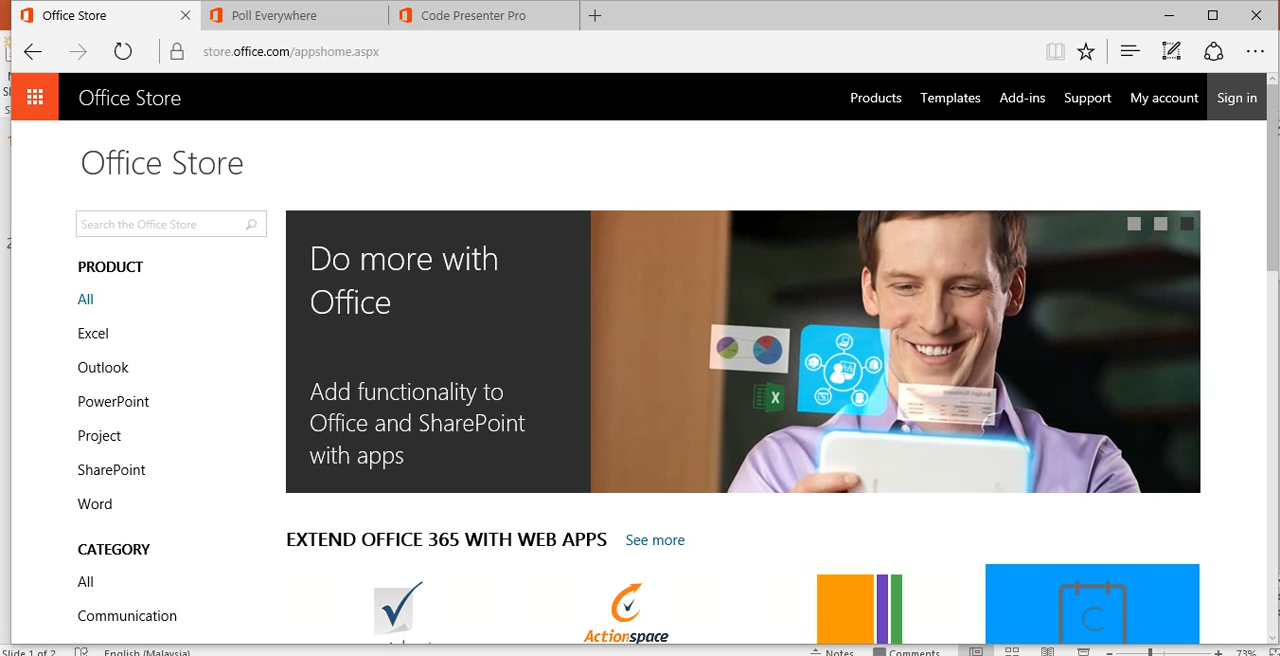 Office Store
Poll Everywhere
Code Presenter Pro
store.office.com/appshome.aspx
Office Store
Products
Templates
Add-ins
Support
My account
Sign in
Office Store
Search the Office Store
PRODUCT
All
Excel
Outlook
PowerPoint
Project
SharePoint
Word
CATEGORY
All
Communication
Do more with
Office
Add functionality to
Office and SharePoint
with apps
EXTEND OFFICE 365 WITH WEB APPS See more
Actionspace
C
Slide 1 of 2
English (Malaysia)
Notes
Comments
73%